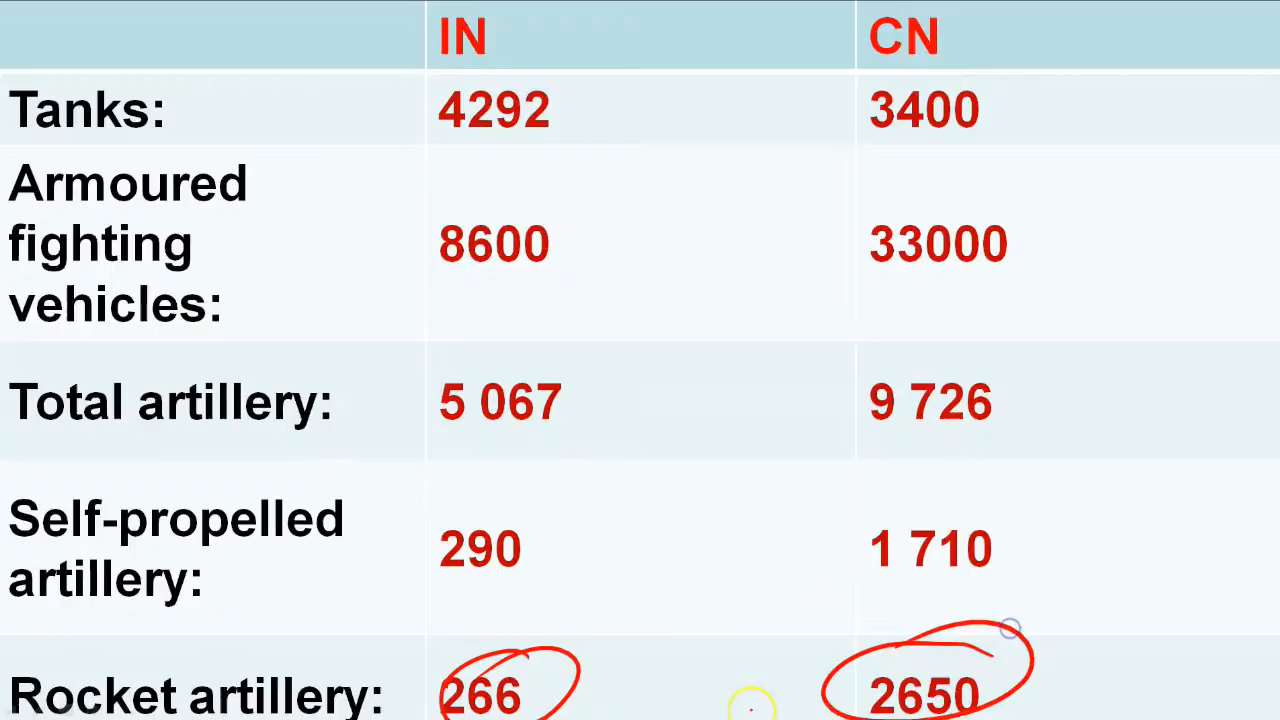 IN CN
Tanks: 4292 3400
Armoured
fighting
vehicles: 8600 33000
Total artillery: 5 067 9 726
Self-propelled
artillery: 290 1 710
Rocket artillery: 266 2650